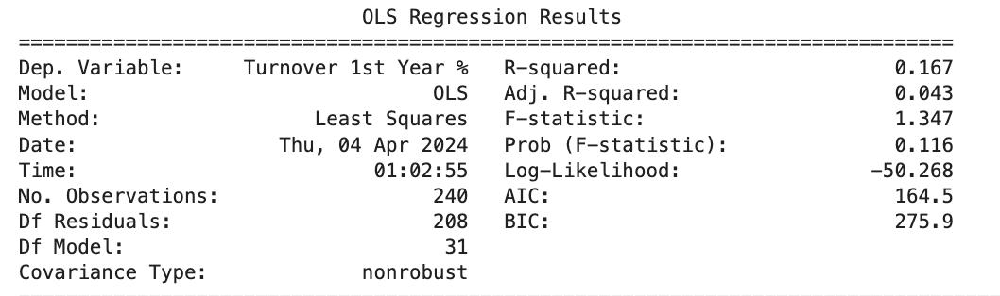 OLS Regression Results
==============================================================================
Dep. Variable: Turnover 1st Year % R-squared: 0.167
Model: OLS Adj. R-squared: 0.043
Method: Least Squares F-statistic: 1.347
Date: Thu, 04 Apr 2024 Prob (F-statistic): 0.116
Time: 01:02:55 Log-Likelihood: -50.268
No. Observations: 240 AIC: 164.5
Df Residuals: 208 BIC: 275.9
Df Model: 31
Covariance Type: nonrobust